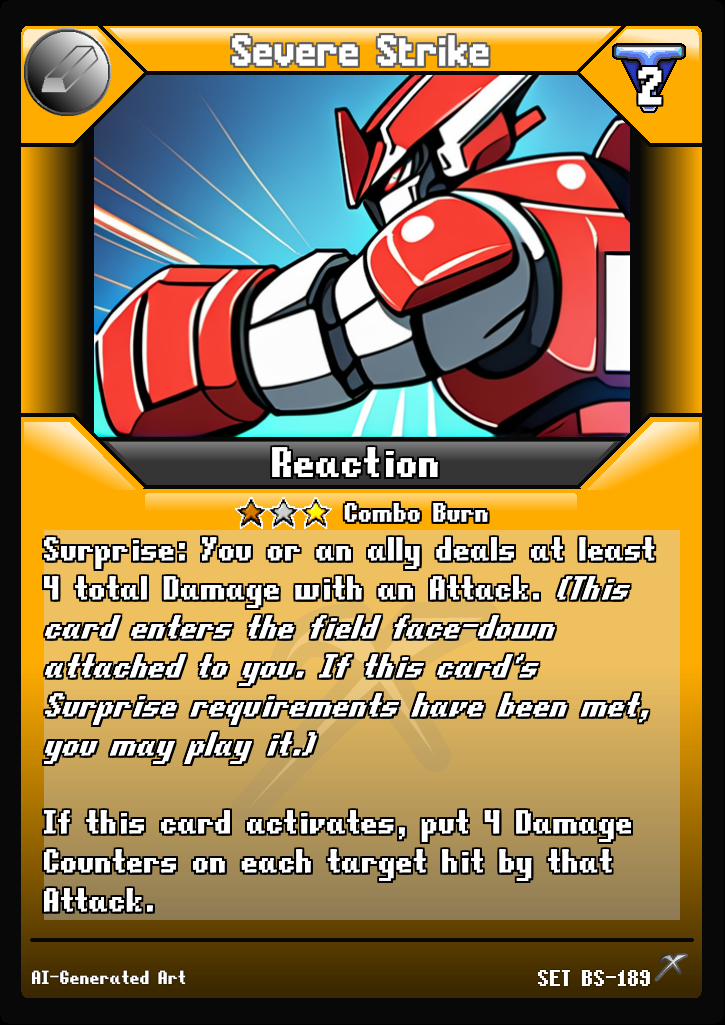 Severe Strike
2
Reaction
Combo Burn
Surprise: You or an ally deals at least
4 total Damage with an Attack. (This
card enters the field face-down
attached to you. If this card's
Surprise requirements have been met,
you may play it.)
If this card activates, put 4 Damage
Counters on each target hit by that
Attack.
AI-Generated Art
SET BS-189